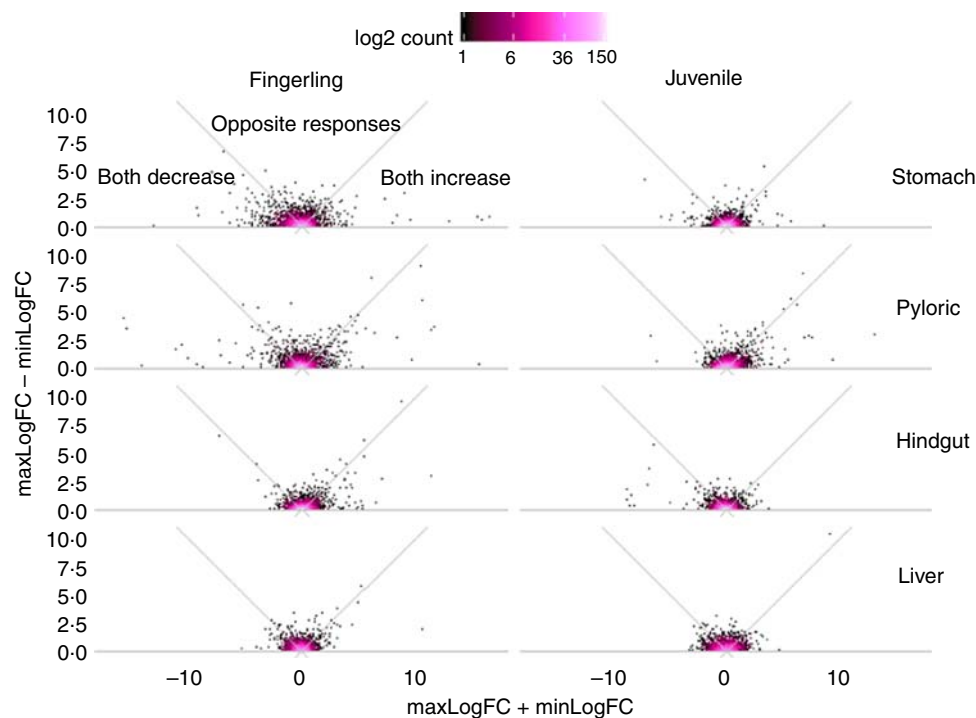 log2 count
1 6 36 150
Fingerling Juvenile
Opposite responses
Both decrease Both increase
Stomach
10·0
7·5
5·0
2·5
0·0
Pyloric
10·0
7·5
5·0
2·5
0·0
Hindgut
10·0
7·5
5·0
2·5
0·0
Liver
10·0
7·5
5·0
2·5
0·0
maxLogFC – minLogFC
–10 0 10 –10 0 10
maxLogFC + minLogFC